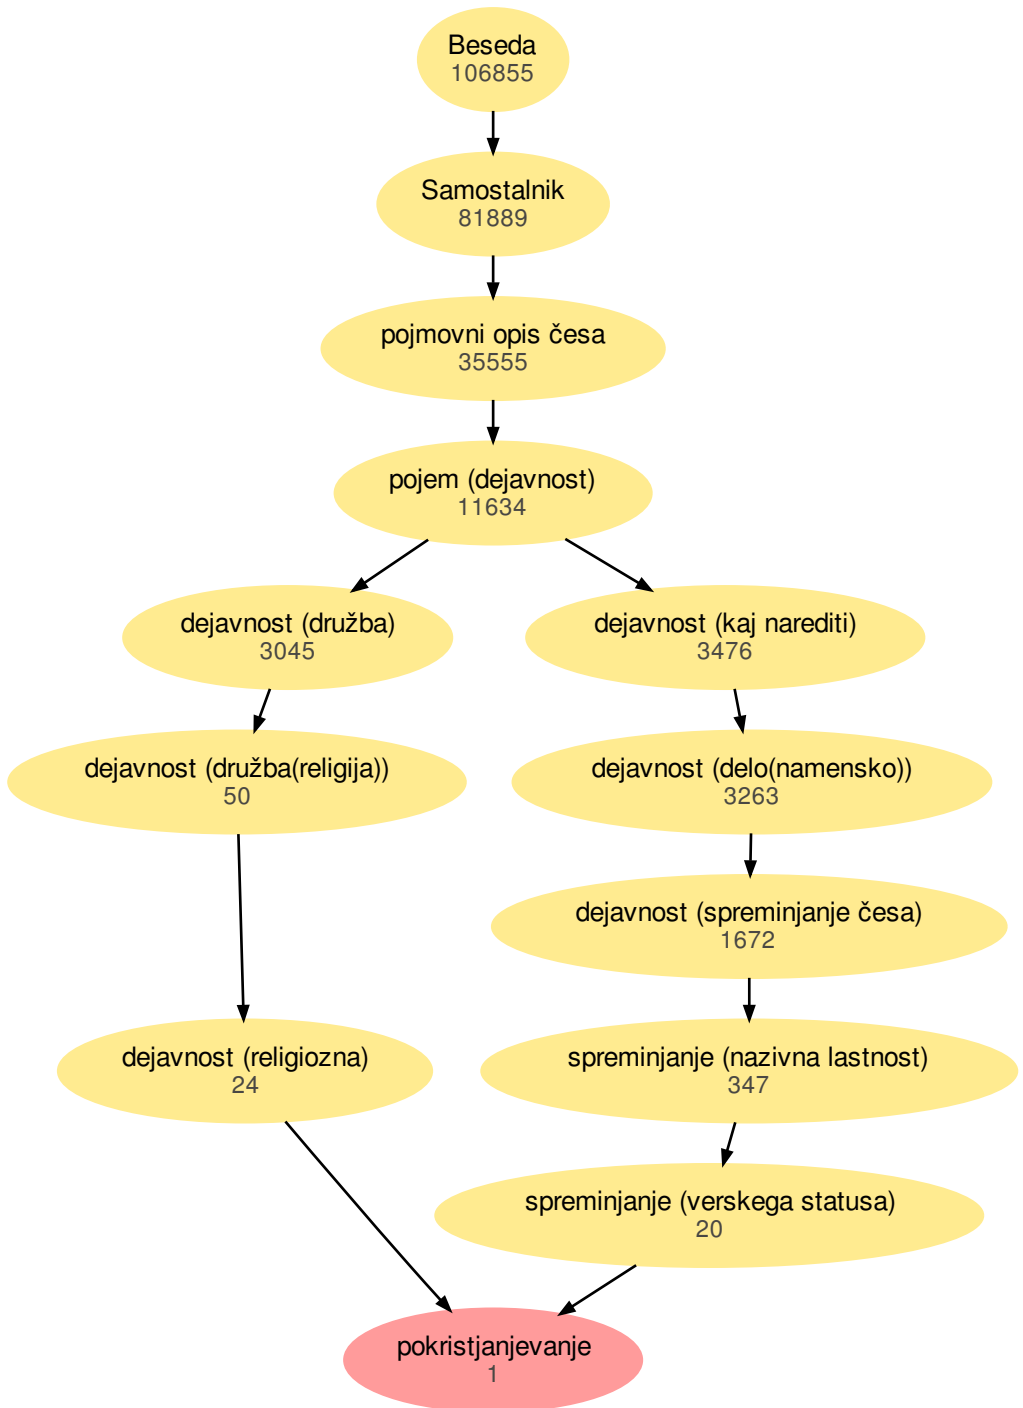 Beseda
106855
Samostalnik
81889
pojmovni opis česa
35555
pojem (dejavnost)
11634
dejavnost (družba)
3045
dejavnost (kaj narediti)
3476
dejavnost (družba(religija))
50
dejavnost (delo(namensko))
3263
dejavnost (spreminjanje česa)
1672
dejavnost (religiozna)
24
spreminjanje (nazivna lastnost)
347
spreminjanje (verskega statusa)
20
pokristjanjevanje
1